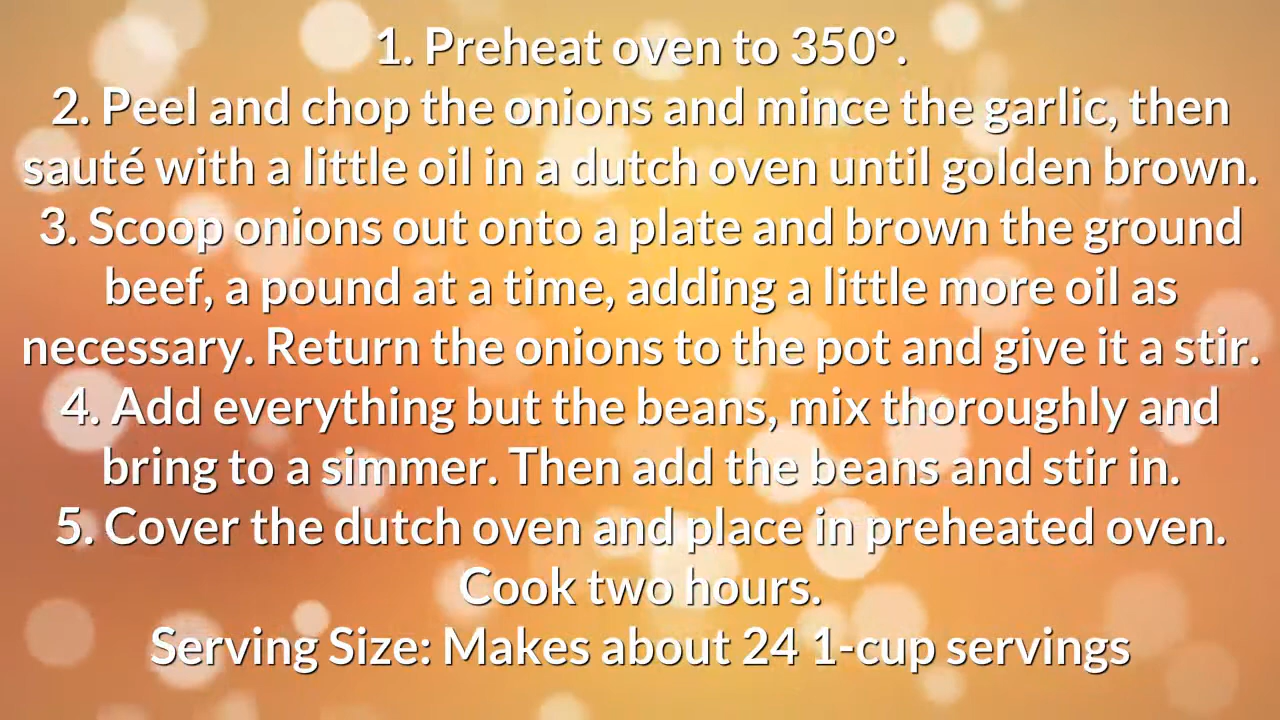 1. Preheat oven to 350°.
2. Peel and chop the onions and mince the garlic, then
sauté with a little oil in a dutch oven until golden brown.
3. Scoop onions out onto a plate and brown the ground
beef, a pound at a time, adding a little more oil as
necessary. Return the onions to the pot and give it a stir.
4. Add everything but the beans, mix thoroughly and
bring to a simmer. Then add the beans and stir in.
5. Cover the dutch oven and place in preheated oven.
Cook two hours.
Serving Size: Makes about 24 1-cup servings